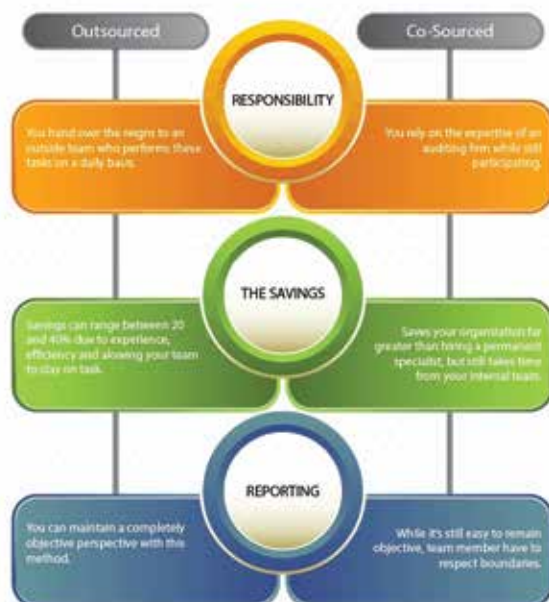 Outsourced
Co-Sourced
RESPONSIBILITY
You hand over the reigns to an
outside team who performs these
tasks on a daily basis.
You rely on the expertise of an
auditing firm while still
participating.
THE SAVINGS
Savings can range between 20
and 40% due to experience,
efficiency and allowing your team
to stay on task.
Saves your organization far
greater than hiring a permanent
specialist, but still takes time
from your internal team.
REPORTING
You can maintain a completely
objective perspective with this
method.
While it's still easy to remain
objective, team member have to
respect boundaries.